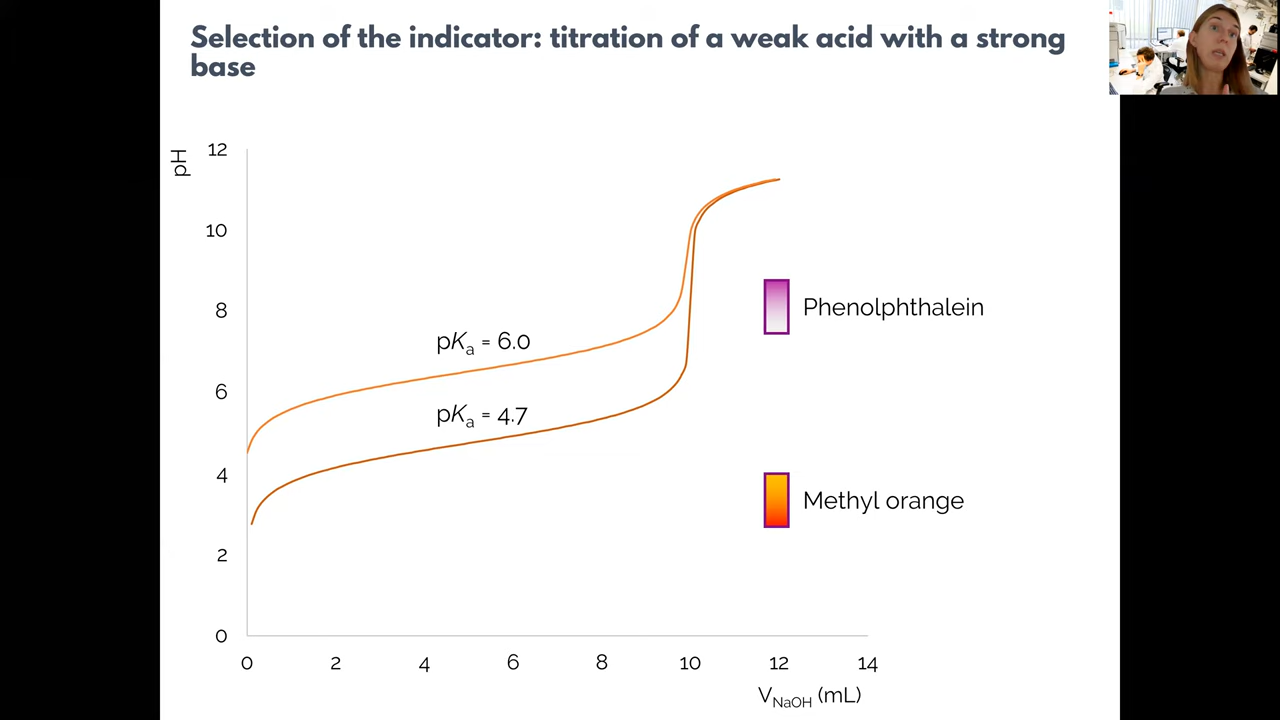 Selection of the indicator: titration of a weak acid with a strong
base
pH
12
10
8
6
4
2
0
pKa = 6.0
pKa = 4.7
Phenolphthalein
Methyl orange
0 2 4 6 8 10 12 14
VNaOH (mL)